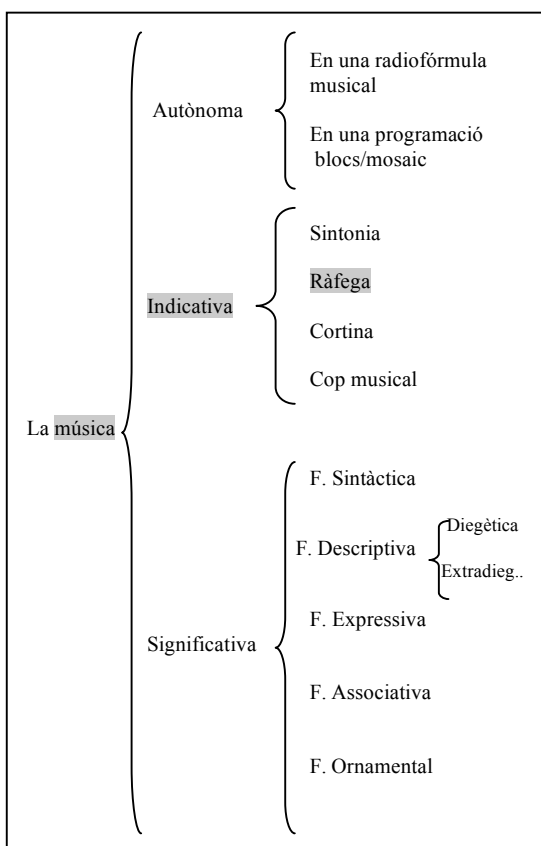 En una radiofórmula
musical
Autònoma
En una programació
blocs/mosaic
Sintonia
Ràfega
Indicativa
Cortina
Cop musical
La música
F. Sintàctica
Diegètica
F. Descriptiva
Extradieg..
F. Expressiva
Significativa
F. Associativa
F. Ornamental